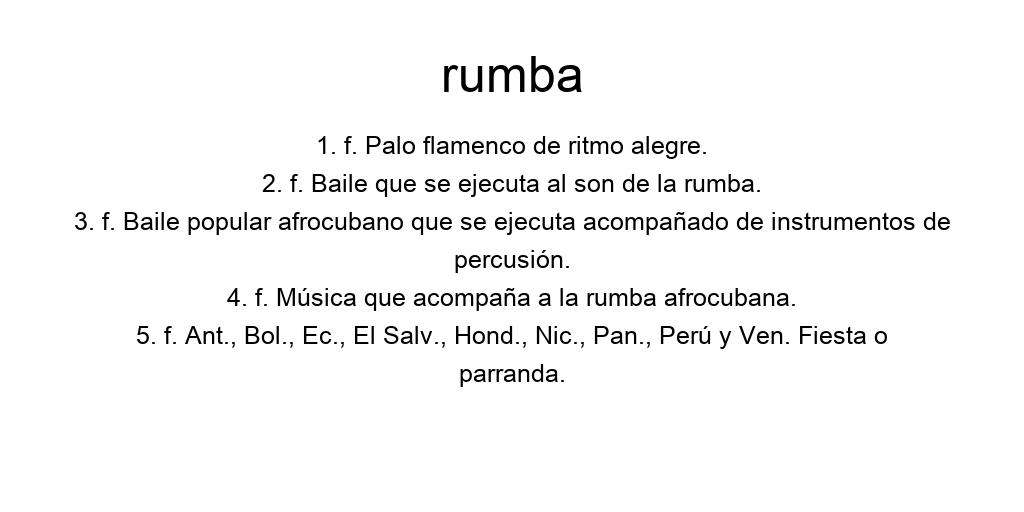 rumba
1. f. Palo flamenco de ritmo alegre.
2. f. Baile que se ejecuta al son de la rumba.
3. f. Baile popular afrocubano que se ejecuta acompañado de instrumentos de
percusión.
4. f. Música que acompaña a la rumba afrocubana.
5. f. Ant., Bol., Ec., El Salv., Hond., Nic., Pan., Perú y Ven. Fiesta o
parranda.